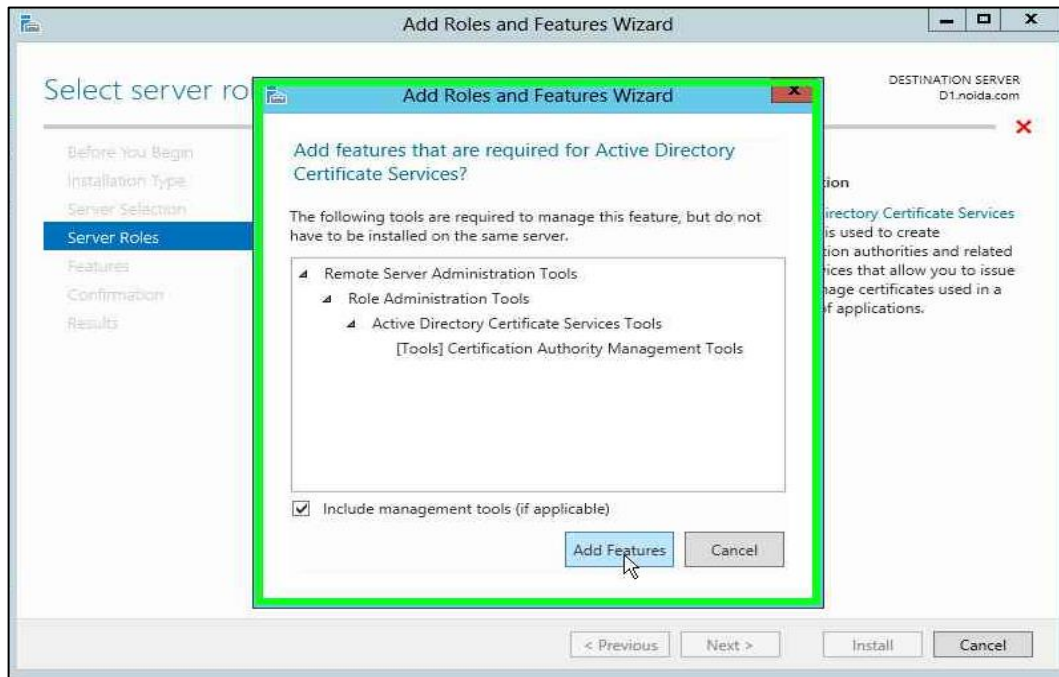 Add Roles and Features Wizard
Select server ro
DESTINATION SERVER
D1.noida.com
Before You Begin
Installation Type
Server Selection
Server Roles
Features
Confirmation
Results
Add Roles and Features Wizard
Add features that are required for Active Directory
Certificate Services?
The following tools are required to manage this feature, but do not
have to be installed on the same server.
Remote Server Administration Tools
Role Administration Tools
Active Directory Certificate Services Tools
[Tools] Certification Authority Management Tools
Include management tools (if applicable)
Add Features
Cancel
tion
irectory Certificate Services
is used to create
tion authorities and related
vices that allow you to issue
nage certificates used in a
of applications.
< Previous
Next >
Install
Cancel